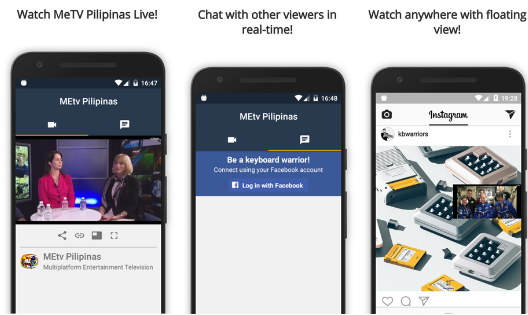 Watch MeTV Pilipinas Live!
16:47
MEtv Pilipinas
MEtv Pilipinas
Multiplatform Entertainment Television
Chat with other viewers in
real-time!
16:48
MEtv Pilipinas
Be a keyboard warrior!
Connect using your Facebook account
Log in with Facebook
Watch anywhere with floating
view!
19:28
Instagram
kbwarriors